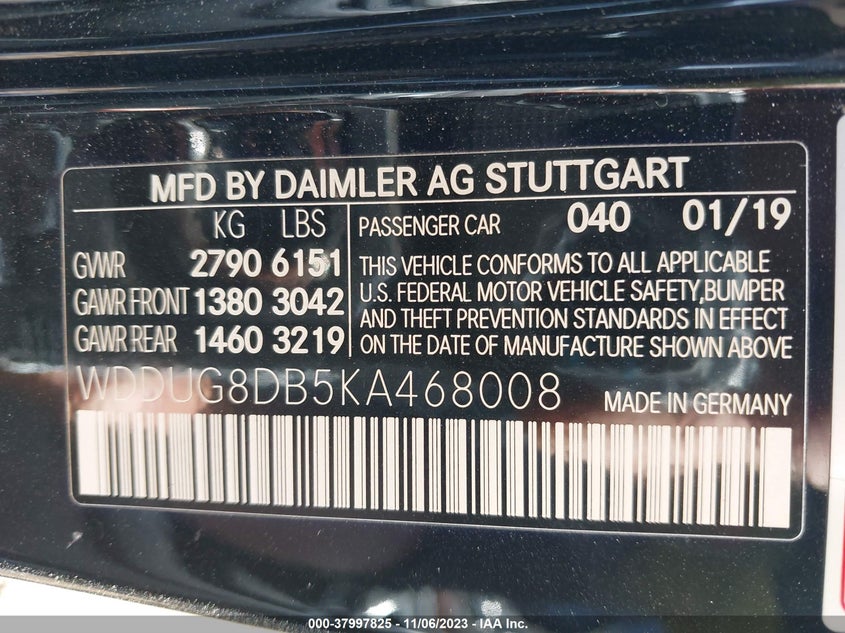 MFD BY DAIMLER AG STUTTGART
KG LBS
GVWR 2790 6151
GAWR FRONT 1380 3042
GAWR REAR 1460 3219
PASSENGER CAR 040 01/19
THIS VEHICLE CONFORMS TO ALL APPLICABLE
U.S. FEDERAL MOTOR VEHICLE SAFETY,BUMPER
AND THEFT PREVENTION STANDARDS IN EFFECT
ON THE DATE OF MANUFACTURE SHOWN ABOVE
WDDUG8DB5KA468008 MADE IN GERMANY
000-37997825 - 11/06/2023 - IAA Inc.